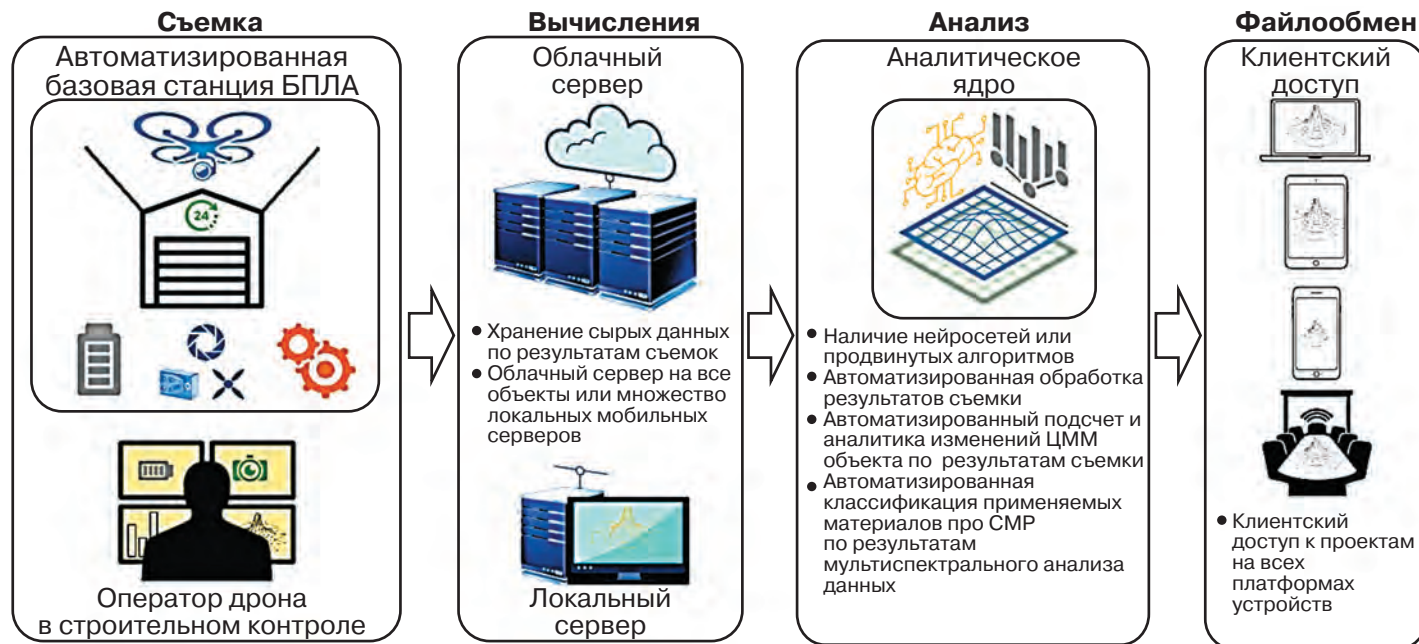 Съемка
Автоматизированная
базовая станция БПЛА
24
Оператор дрона
в строительном контроле
Вычисления
Облачный
сервер
• Хранение сырых данных
по результатам съемок
• Облачный сервер на все
объекты или множество
локальных мобильных
серверов
Локальный
сервер
Анализ
Аналитическое
ядро
• Наличие нейросетей или
продвинутых алгоритмов
• Автоматизированная обработка
результатов съемки
• Автоматизированный подсчет и
аналитика изменений ЦММ
объекта по результатам съемки
• Автоматизированная
классификация применяемых
материалов про СМР
по результатам
мультиспектрального анализа
данных
Файлообмен
Клиентский
доступ
• Клиентский
доступ к проектам
на всех
платформах
устройств